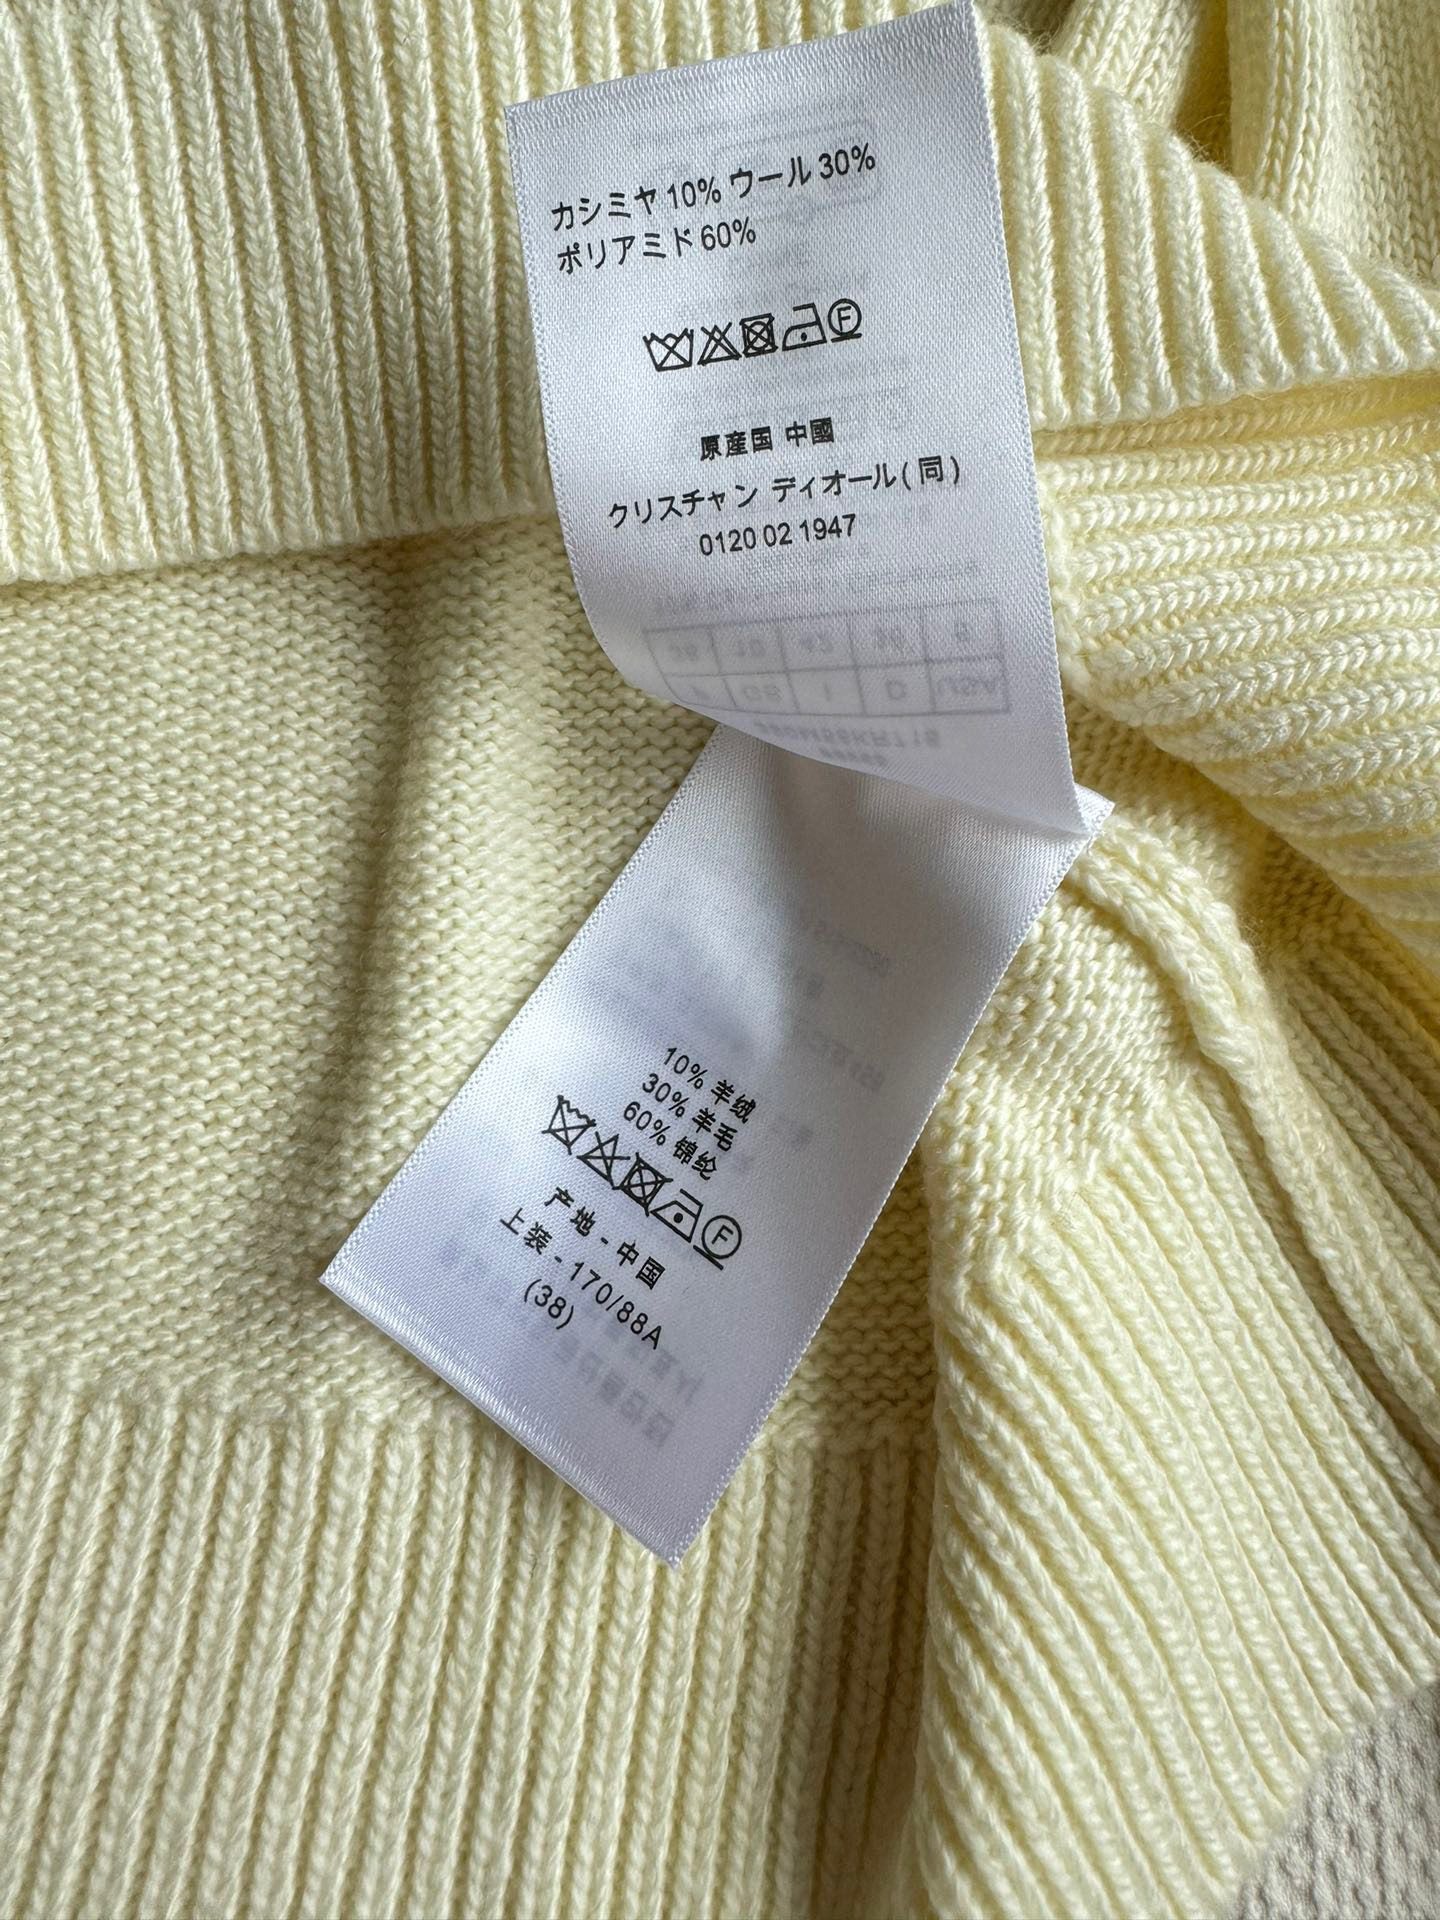 カシミヤ 10% ウール 30%
ポリアミド 60%
F
原産国 中國
クリスチャン ディオール ( 同 )
0120 02 1947
10% 羊绒
30% 羊毛
60% 锦纶
F
产地 - 中国
上装 - 170/88A
(38)